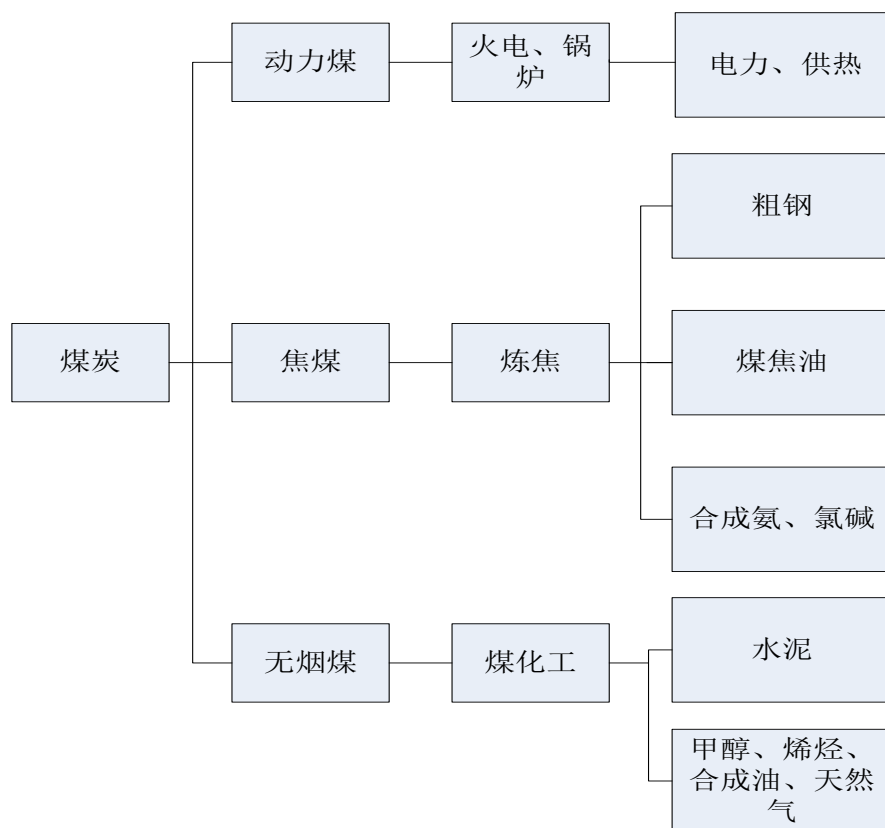 动力煤
火电、锅
炉
电力、供热
粗钢
煤炭
焦煤
炼焦
煤焦油
合成氨、氯碱
无烟煤
煤化工
水泥
甲醇、烯烃、
合成油、天然
气